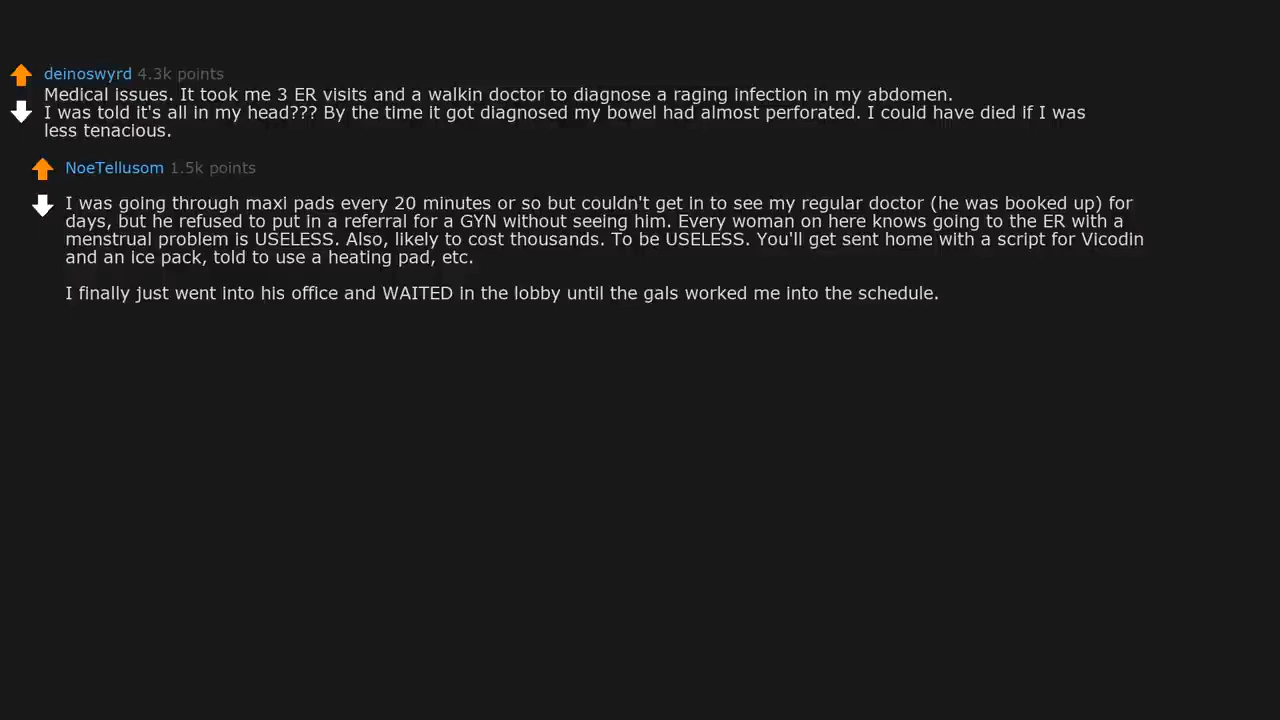 deinoswyrd 4.3k points
Medical issues. It took me 3 ER visits and a walkin doctor to diagnose a raging infection in my abdomen.
I was told it's all in my head??? By the time it got diagnosed my bowel had almost perforated. I could have died if I was
less tenacious.
NoeTellusom 1.5k points
I was going through maxi pads every 20 minutes or so but couldn't get in to see my regular doctor (he was booked up) for
days, but he refused to put in a referral for a GYN without seeing him. Every woman on here knows going to the ER with a
menstrual problem is USELESS. Also, likely to cost thousands. To be USELESS. You'll get sent home with a script for Vicodin
and an ice pack, told to use a heating pad, etc.
I finally just went into his office and WAITED in the lobby until the gals worked me into the schedule.